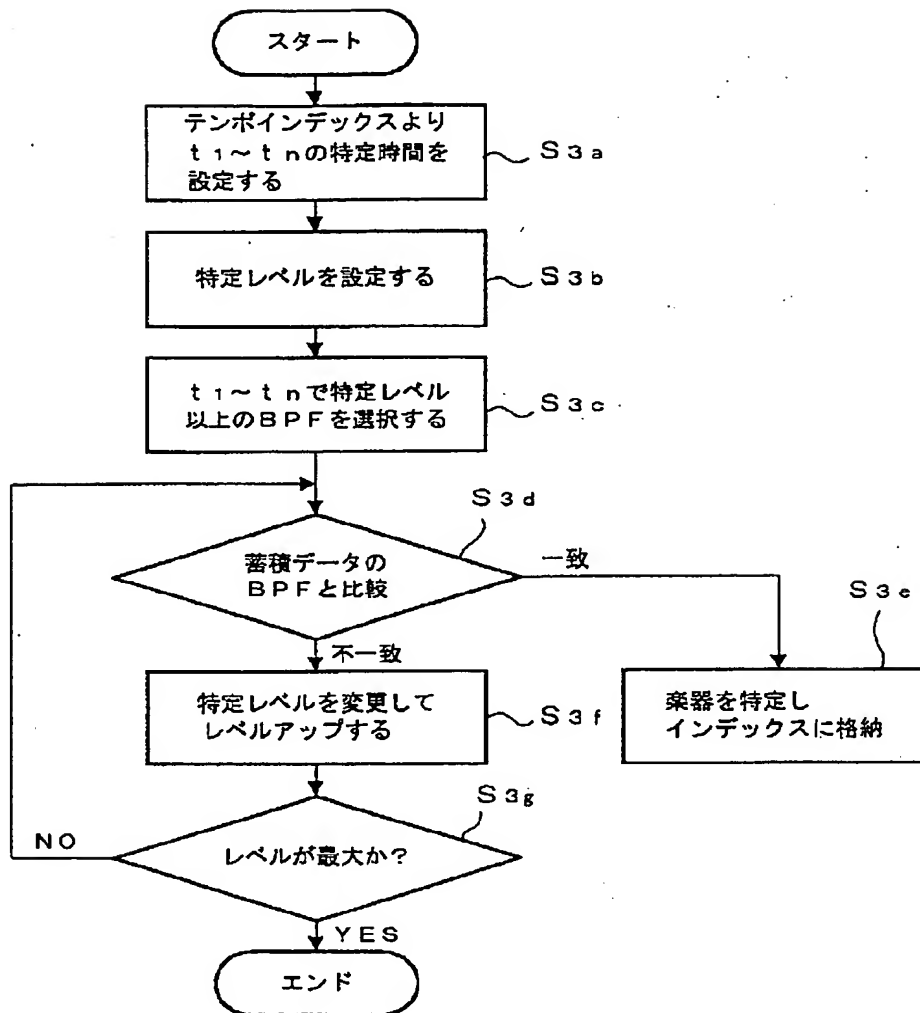 スタート
テンポインデックスより
t1～tnの特定時間を
設定する
S3a
特定レベルを設定する
S3b
t1～tnで特定レベル
以上のBPFを選択する
S3c
S3d
蓄積データの
BPFと比較
一致
S3e
不一致
楽器を特定し
インデックスに格納
特定レベルを変更して
レベルアップする
S3f
S3g
NO
レベルが最大か?
YES
エンド